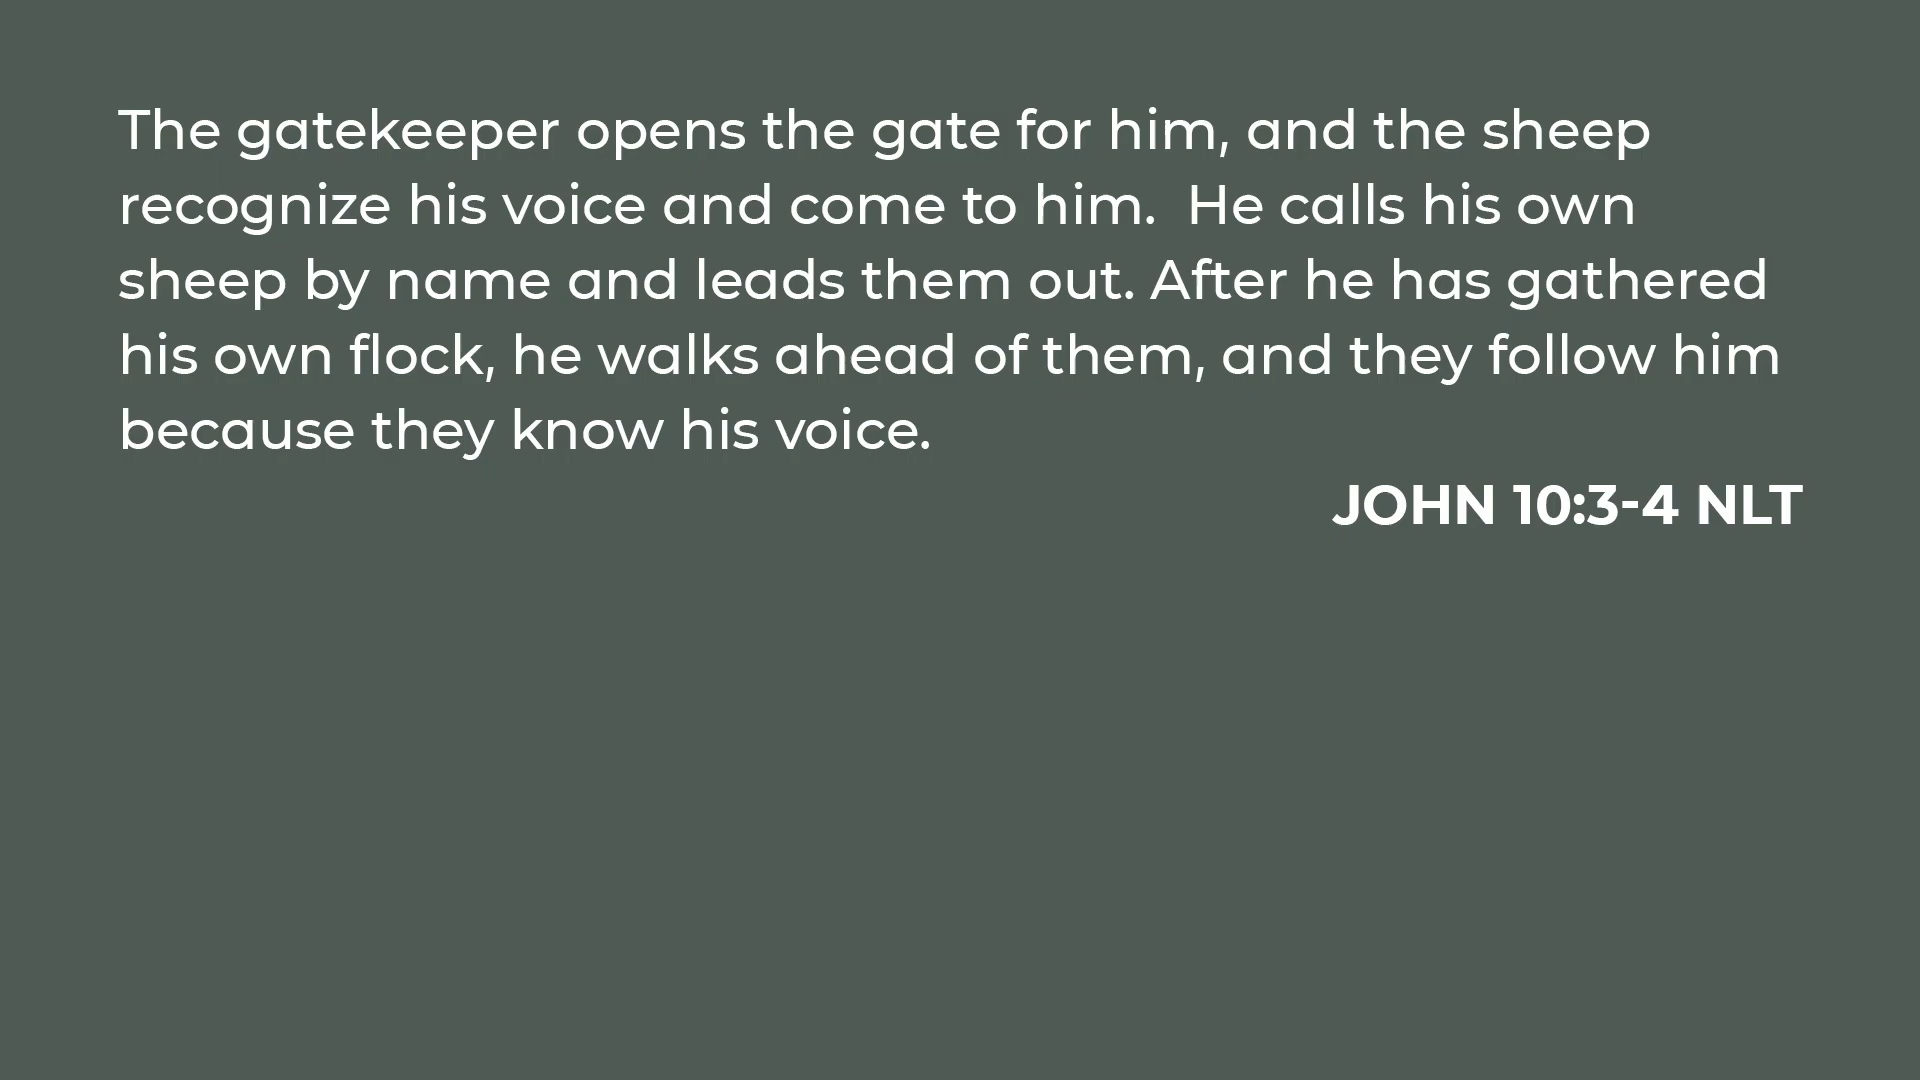 The gatekeeper opens the gate for him, and the sheep
recognize his voice and come to him.  He calls his own
sheep by name and leads them out. After he has gathered
his own flock, he walks ahead of them, and they follow him
because they know his voice.
JOHN 10:3-4 NLT